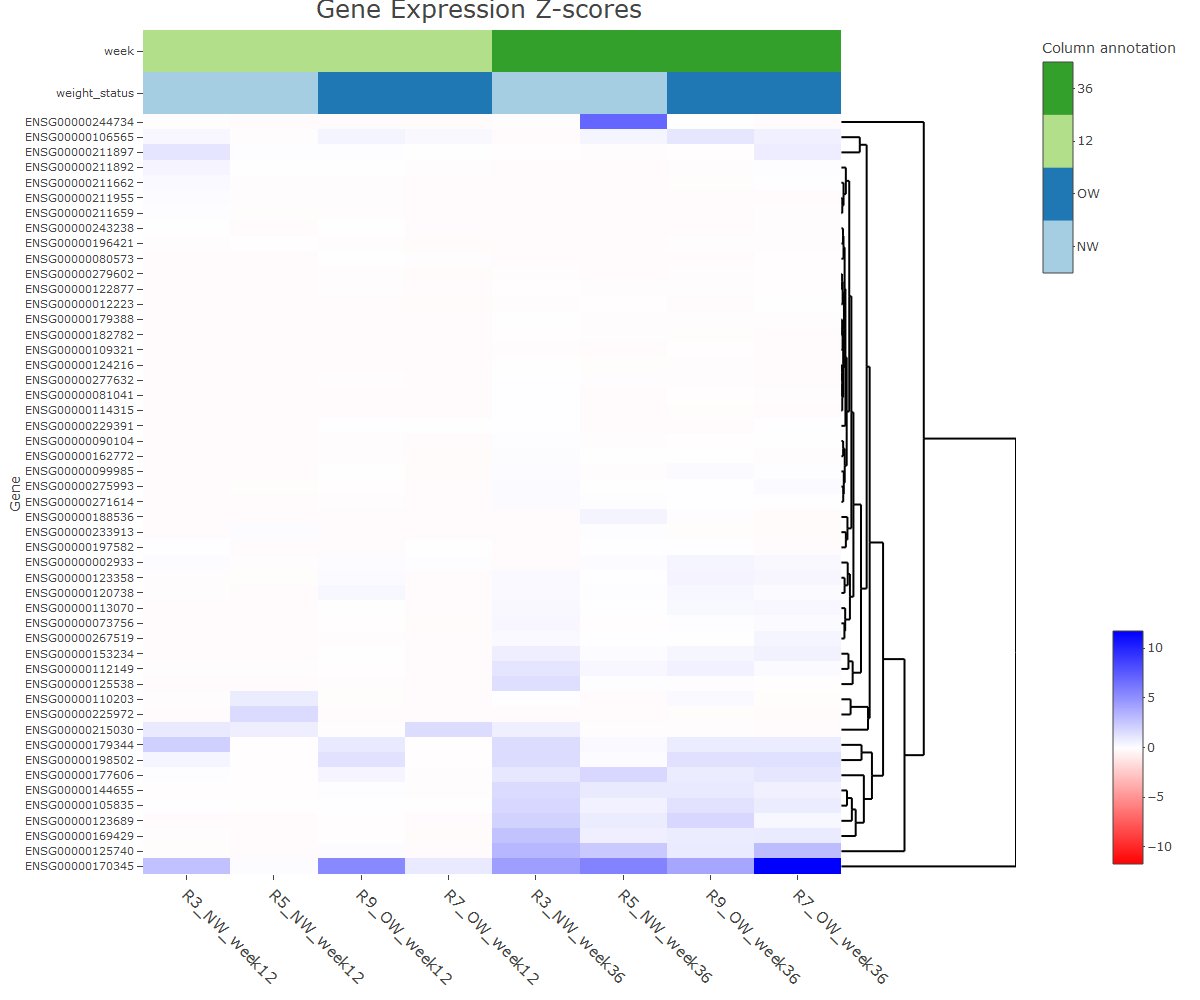 Gene Expression Z-scores
week
weight_status
Column annotation
36
12
OW
NW
Gene
ENSG00000244734
ENSG00000106565
ENSG00000211897
ENSG00000211892
ENSG00000211662
ENSG00000211955
ENSG00000211659
ENSG00000243238
ENSG00000196421
ENSG00000080573
ENSG00000279602
ENSG00000122877
ENSG00000012223
ENSG00000179388
ENSG00000182782
ENSG00000109321
ENSG00000124216
ENSG00000277632
ENSG00000081041
ENSG00000114315
ENSG00000229391
ENSG00000090104
ENSG00000162772
ENSG00000099985
ENSG00000275993
ENSG00000271614
ENSG00000188536
ENSG00000233913
ENSG00000197582
ENSG00000002933
ENSG00000123358
ENSG00000120738
ENSG00000113070
ENSG00000073756
ENSG00000267519
ENSG00000153234
ENSG00000112149
ENSG00000125538
ENSG00000110203
ENSG00000225972
ENSG00000215030
ENSG00000179344
ENSG00000198502
ENSG00000177606
ENSG00000144655
ENSG00000105835
ENSG00000123689
ENSG00000169429
ENSG00000125740
ENSG00000170345
10
5
0
−5
−10
R3_NW_week12
R5_NW_week12
R9_OW_week12
R7_OW_week12
R3_NW_week36
R5_NW_week36
R9_OW_week36
R7_OW_week36